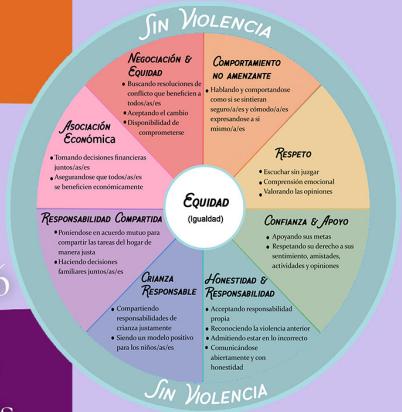 SIN VIOLENCIA
NEGOCIACIÓN &
EQUIDAD
• Buscando resoluciones de
conflicto que beneficien a
todos/as/es
• Aceptando el cambio
• Disponibilidad de
comprometerse
COMPORTAMIENTO
NO AMENZANTE
• Hablando y comportandose
como si se sintieran
seguro/a/es y cómodo/a/es
expresandose a si
mismo/a/es
RESPETO
• Escuchar sin juzgar
• Comprensión emocional
• Valorando las opiniones
CONFIANZA & APOYO
• Apoyando sus metas
• Respetando su derecho a sus
sentimiento, amistades,
actividades y opiniones
HONESTIDAD &
RESPONSABILIDAD
• Acceptando responsabilidad
propia
• Reconociendo la violencia anterior
• Admitiendo estar en lo incorrecto
• Comunicándose
abiertamente y con
honestidad
CRIANZA
RESPONSABLE
• Compartiendo
responsabilidades de
crianza justamente
• Siendo un modelo positivo
para los niños/as/es
RESPONSABILIDAD COMPARTIDA
• Poniendose en acuerdo mutuo para
compartir las tareas del hogar de
manera justa
• Haciendo decisiones
familiares juntos/as/es
ASOCIACIÓN
ECONÓMICA
• Tomando decisiones financieras
juntos/as/es
• Asegurandose que todos/as/es
se beneficien económicamente
EQUIDAD
(Igualdad)
SIN VIOLENCIA